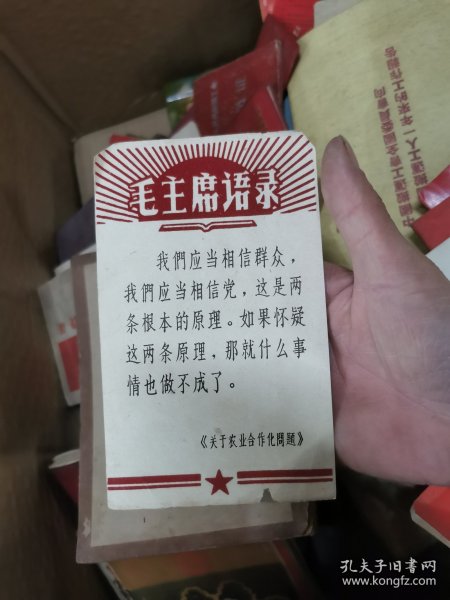 毛主席语录
我們应当相信群众，
我們应当相信党，这是两
条根本的原理。如果怀疑
这两条原理，那就什么事
情也做不成了。
《关于农业合作化問題》
孔夫子旧书网
www.kongfz.com